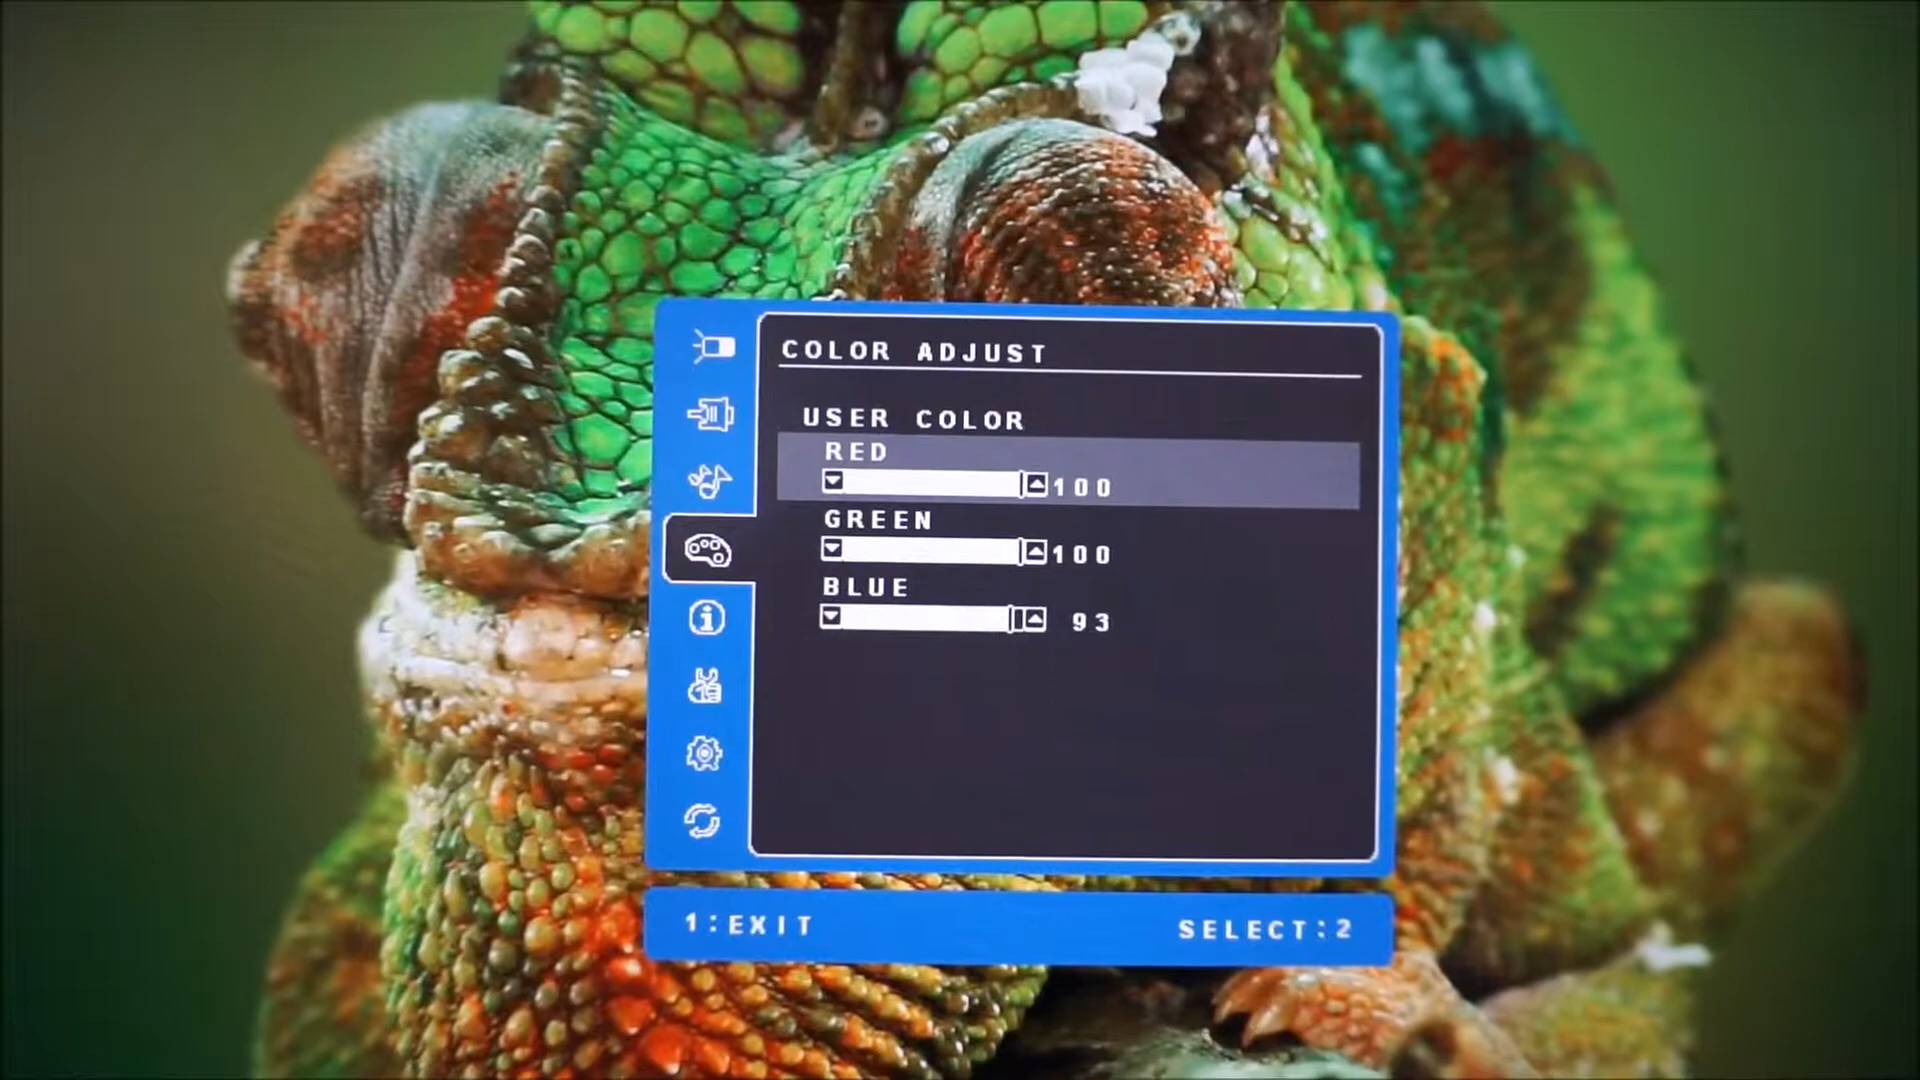 COLOR ADJUST
USER COLOR
RED
100
GREEN
100
BLUE
93
1:EXIT
SELECT:2